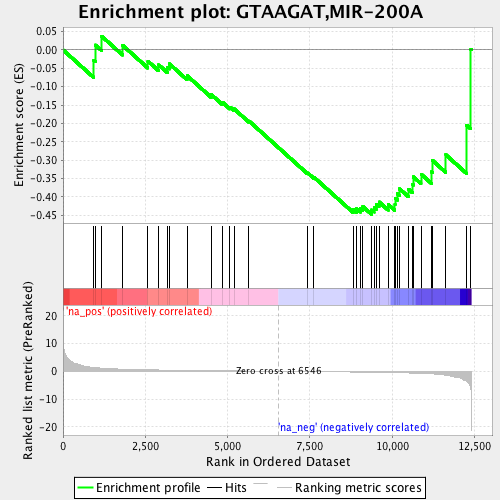 Enrichment plot: GTAAGAT,MIR-200A
Enrichment score (ES)
0.05
0.00
-0.05
-0.10
-0.15
-0.20
-0.25
-0.30
-0.35
-0.40
-0.45
'na_pos' (positively correlated)
Ranked list metric (PreRanked)
20
10
0
-10
-20
Zero cross at 6546
'na_neg' (negatively correlated)
0
2,500
5,000
7,500
10,000
12,500
Rank in Ordered Dataset
Enrichment profile
Hits
Ranking metric scores